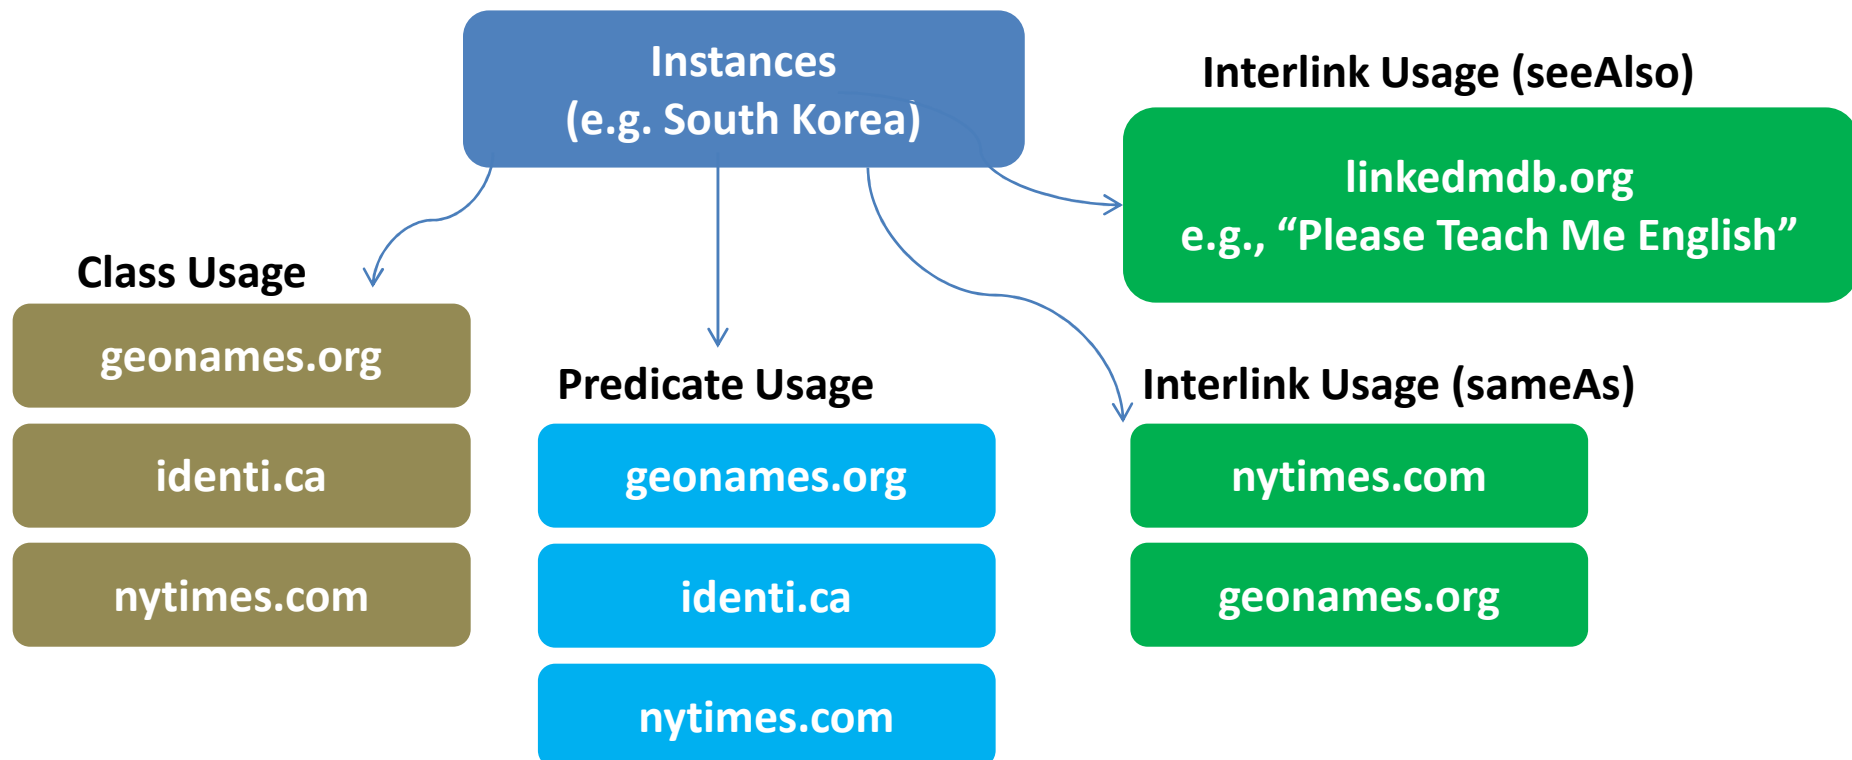 Instances
(e.g. South Korea)
Interlink Usage (seeAlso)
linkedmdb.org
e.g., “Please Teach Me English”
Class Usage
geonames.org
identi.ca
nytimes.com
Predicate Usage
geonames.org
identi.ca
nytimes.com
Interlink Usage (sameAs)
nytimes.com
geonames.org